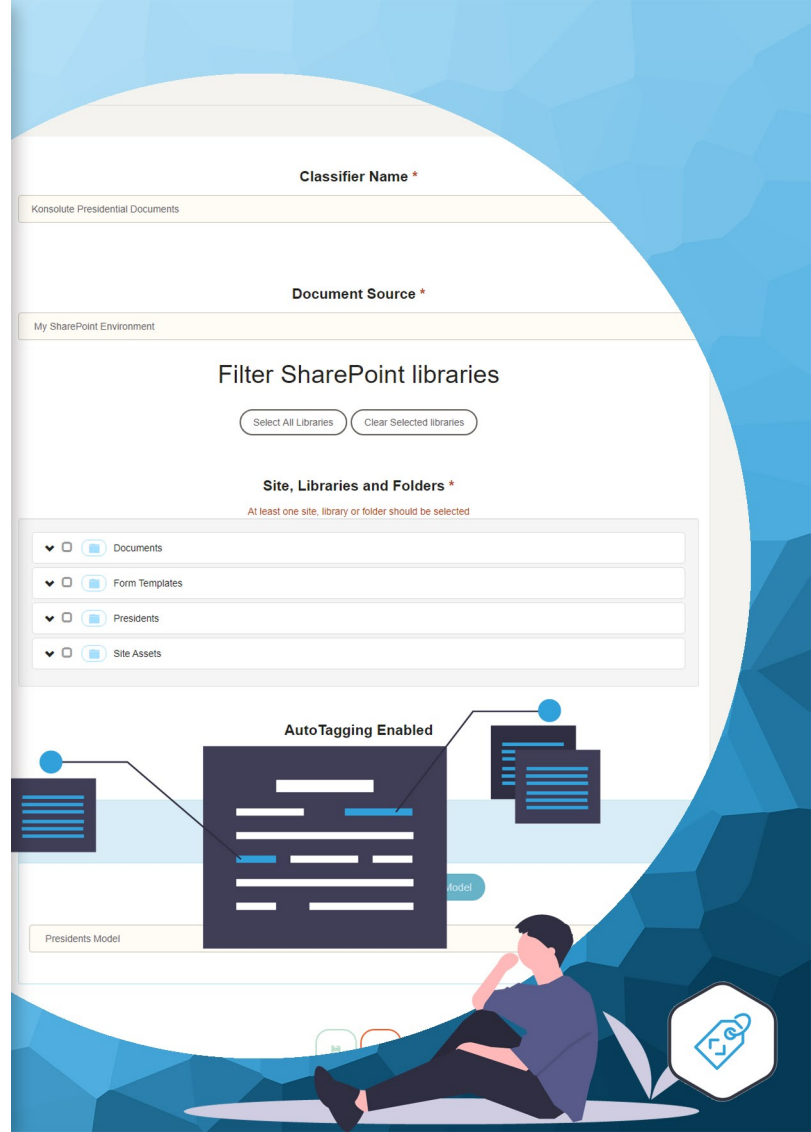 Classifier Name *
Konsolute Presidential Documents
Document Source *
My SharePoint Environment
Filter SharePoint libraries
Select All Libraries
Clear Selected libraries
Site, Libraries and Folders *
At least one site, library or folder should be selected
Documents
Form Templates
Presidents
Site Assets
AutoTagging Enabled
Model
Presidents Model